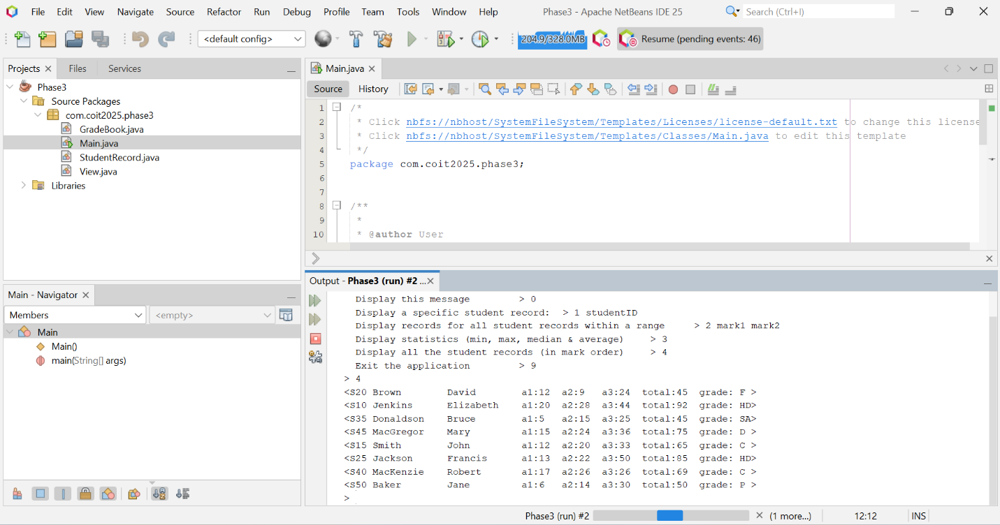 File Edit View Navigate Source Refactor Run Debug Profile Team Tools Window Help Phase3 - Apache NetBeans IDE 25 Search (Ctrl+I)
<default config> 204.9/328.0MB Resume (pending events: 46)
Projects Files Services
Phase3
Source Packages
com.coit2025.phase3
GradeBook.java
Main.java
StudentRecord.java
View.java
Libraries
Main - Navigator
Members <empty>
Main
Main()
main(String[] args)
Main.java
Source History
1 /*
2 * Click nbfs://nbhost/SystemFileSystem/Templates/Licenses/license-default.txt to change this license
3 * Click nbfs://nbhost/SystemFileSystem/Templates/Classes/Main.java to edit this template
4 */
5 package com.coit2025.phase3;
6
7
8 /**
9 *
10 * @author User
Output - Phase3 (run) #2 ...
Display this message > 0
Display a specific student record: > 1 studentID
Display records for all student records within a range > 2 mark1 mark2
Display statistics (min, max, median & average) > 3
Display all the student records (in mark order) > 4
Exit the application > 9
> 4
<S20 Brown David a1:12 a2:9 a3:24 total:45 grade: F >
<S10 Jenkins Elizabeth a1:20 a2:28 a3:44 total:92 grade: HD>
<S35 Donaldson Bruce a1:5 a2:15 a3:25 total:45 grade: SA>
<S45 MacGregor Mary a1:15 a2:24 a3:36 total:75 grade: D >
<S15 Smith John a1:12 a2:20 a3:33 total:65 grade: C >
<S25 Jackson Francis a1:13 a2:22 a3:50 total:85 grade: HD>
<S40 MacKenzie Robert a1:17 a2:26 a3:26 total:69 grade: C >
<S50 Baker Jane a1:6 a2:14 a3:30 total:50 grade: P >
>
Phase3 (run) #2 (1 more...) 12:12 INS